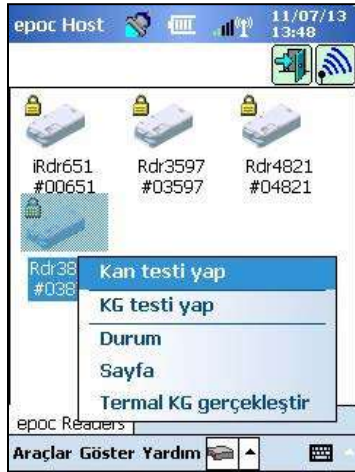 epoc Host
11/07/13
13:48
iRdr651
#00651
Rdr3597
#03597
Rdr4821
#04821
Rdr38
#038
Kan testi yap
KG testi yap
Durum
Sayfa
Termal KG gerçekleştir
epoc Readers
Araçlar Göster Yardım